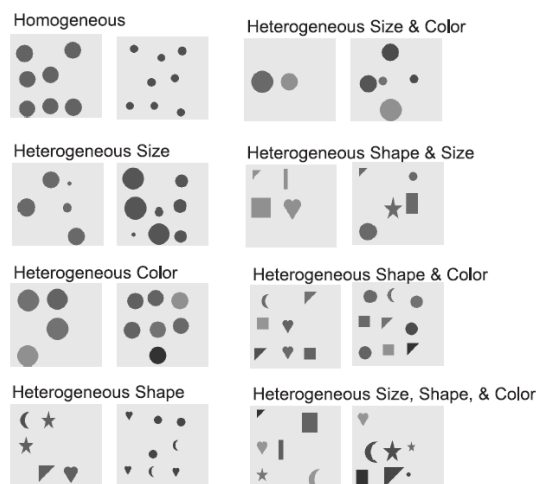 Homogeneous
Heterogeneous Size & Color
Heterogeneous Size
Heterogeneous Shape & Size
Heterogeneous Color
Heterogeneous Shape & Color
Heterogeneous Shape
Heterogeneous Size, Shape, & Color